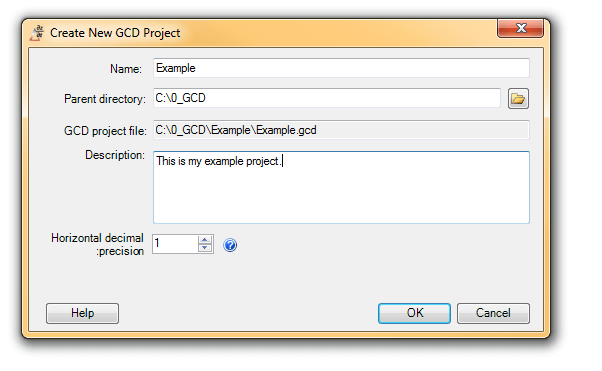 Create New GCD Project
Name: Example
Parent directory: C:\0_GCD
GCD project file: C:\0_GCD\Example\Example.gcd
Description: This is my example project.
Horizontal decimal
:precision 1
Help OK Cancel